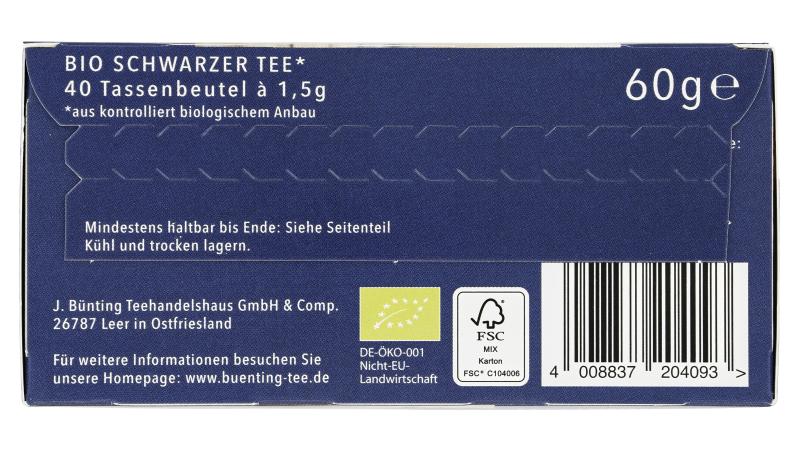 BIO SCHWARZER TEE*
40 Tassenbeutel à 1,5g
*aus kontrolliert biologischem Anbau
60g℮
e:
Mindestens haltbar bis Ende: Siehe Seitenteil
Kühl und trocken lagern.
J. Bünting Teehandelshaus GmbH & Comp.
26787 Leer in Ostfriesland
Für weitere Informationen besuchen Sie
unsere Homepage: www.buenting-tee.de
DE-ÖKO-001
Nicht-EU-
Landwirtschaft
FSC
MIX
Karton
FSC® C104006
4 008837 204093 >